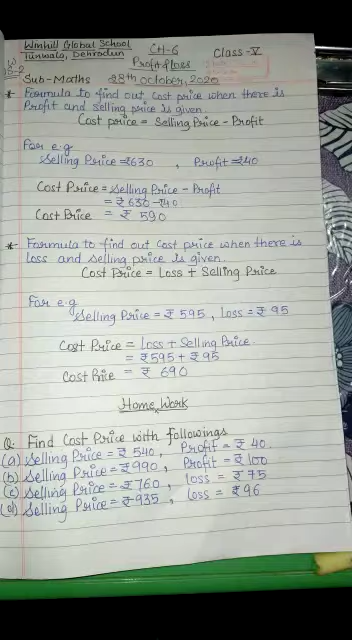 Winhill Global School
Tunwala, Dehradun
CH-6
Profit & loss
Class-V
Sub-Maths
28th October, 2020
* Formula to find out cost price when there is
Profit and selling price is given.
Cost price = Selling Price - Profit
For e.g
Selling Price = ₹630 , Profit = ₹40
Cost Price = Selling Price - Profit
= ₹630 - ₹40
Cost Price = ₹ 590
* Formula to find out cost price when there is
loss and selling price is given.
Cost Price = Loss + Selling Price
For e.g
Selling Price = ₹ 595 , Loss = ₹ 95
Cost Price = Loss + Selling Price
= ₹595 + ₹ 95
Cost Price = ₹ 690
Home Work
Q. Find Cost Price with followings
(a) Selling Price = ₹ 540, Profit = ₹ 40.
(b) Selling Price = ₹990, Profit = ₹ 100
(c) Selling Price = ₹760, loss = ₹ 75
(d) Selling Price = ₹ 935, loss = ₹ 96